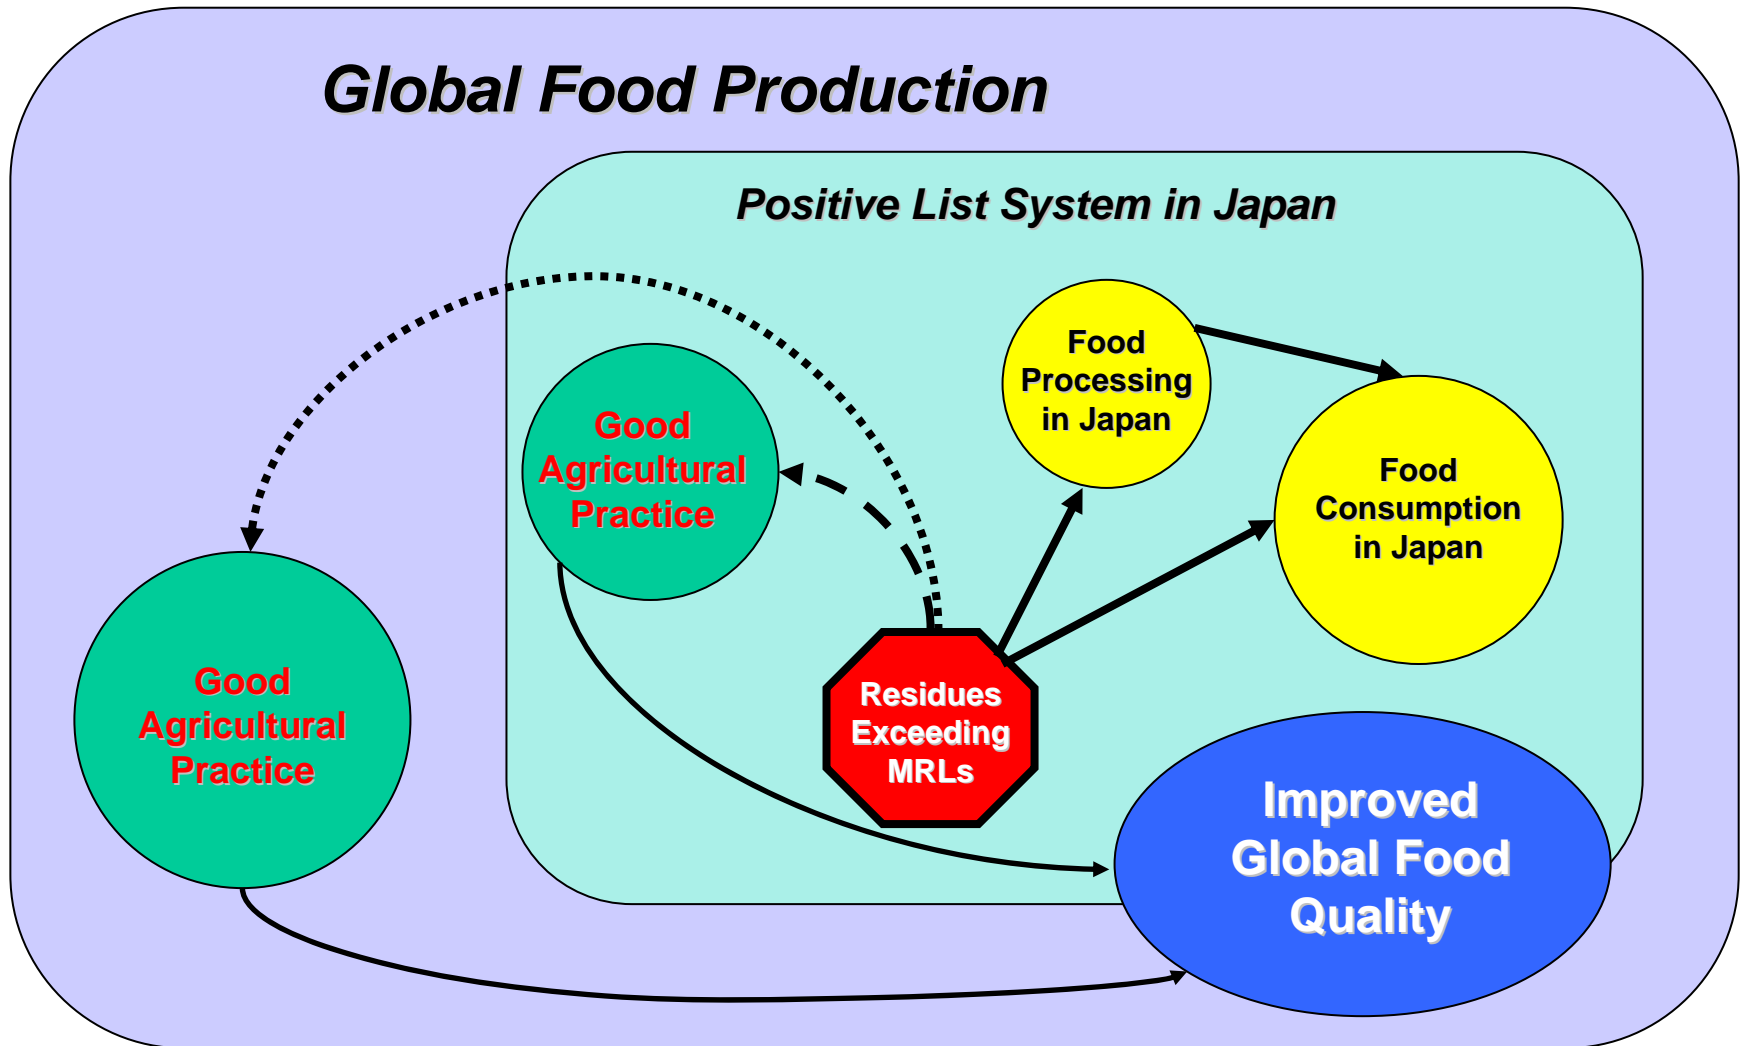 Global Food Production
Positive List System in Japan
Food
Processing
in Japan
Good
Agricultural
Practice
Food
Consumption
in Japan
Good
Agricultural
Practice
Residues
Exceeding
MRLs
Improved
Global Food
Quality